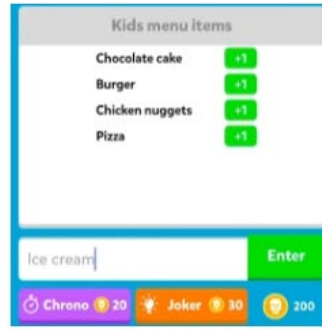 Kids menu items
Chocolate cake +1
Burger +1
Chicken nuggets +1
Pizza +1
Ice cream Enter
Chrono 20 Joker 30 200